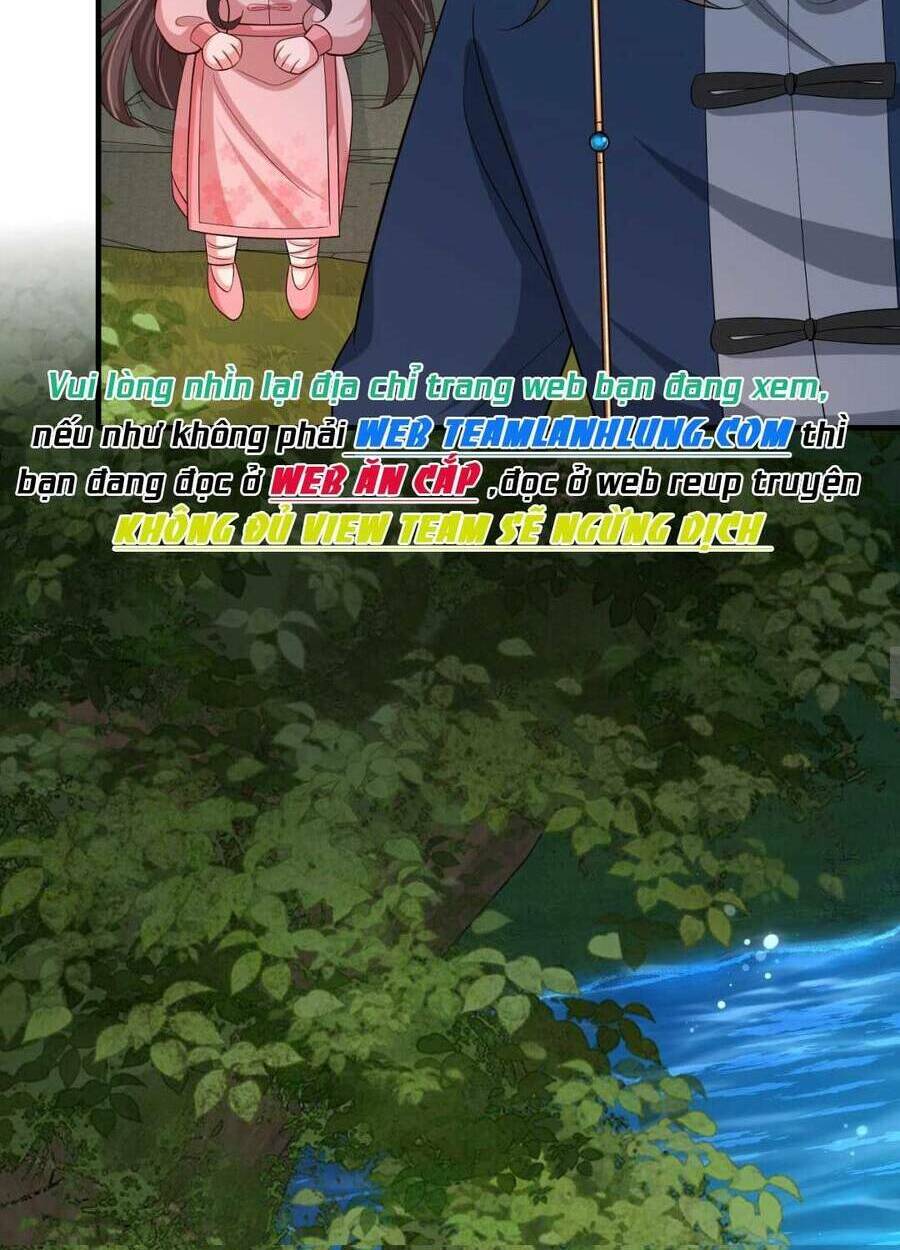 Vui lòng nhìn lại địa chỉ trang web bạn đang xem,
nếu như không phải WEB TEAMLANHLUNG.COM thì
bạn đang đọc ở WEB ĂN CẮP ,đọc ở web reup truyện
KHÔNG ĐỦ VIEW TEAM SẼ NGỪNG DỊCH